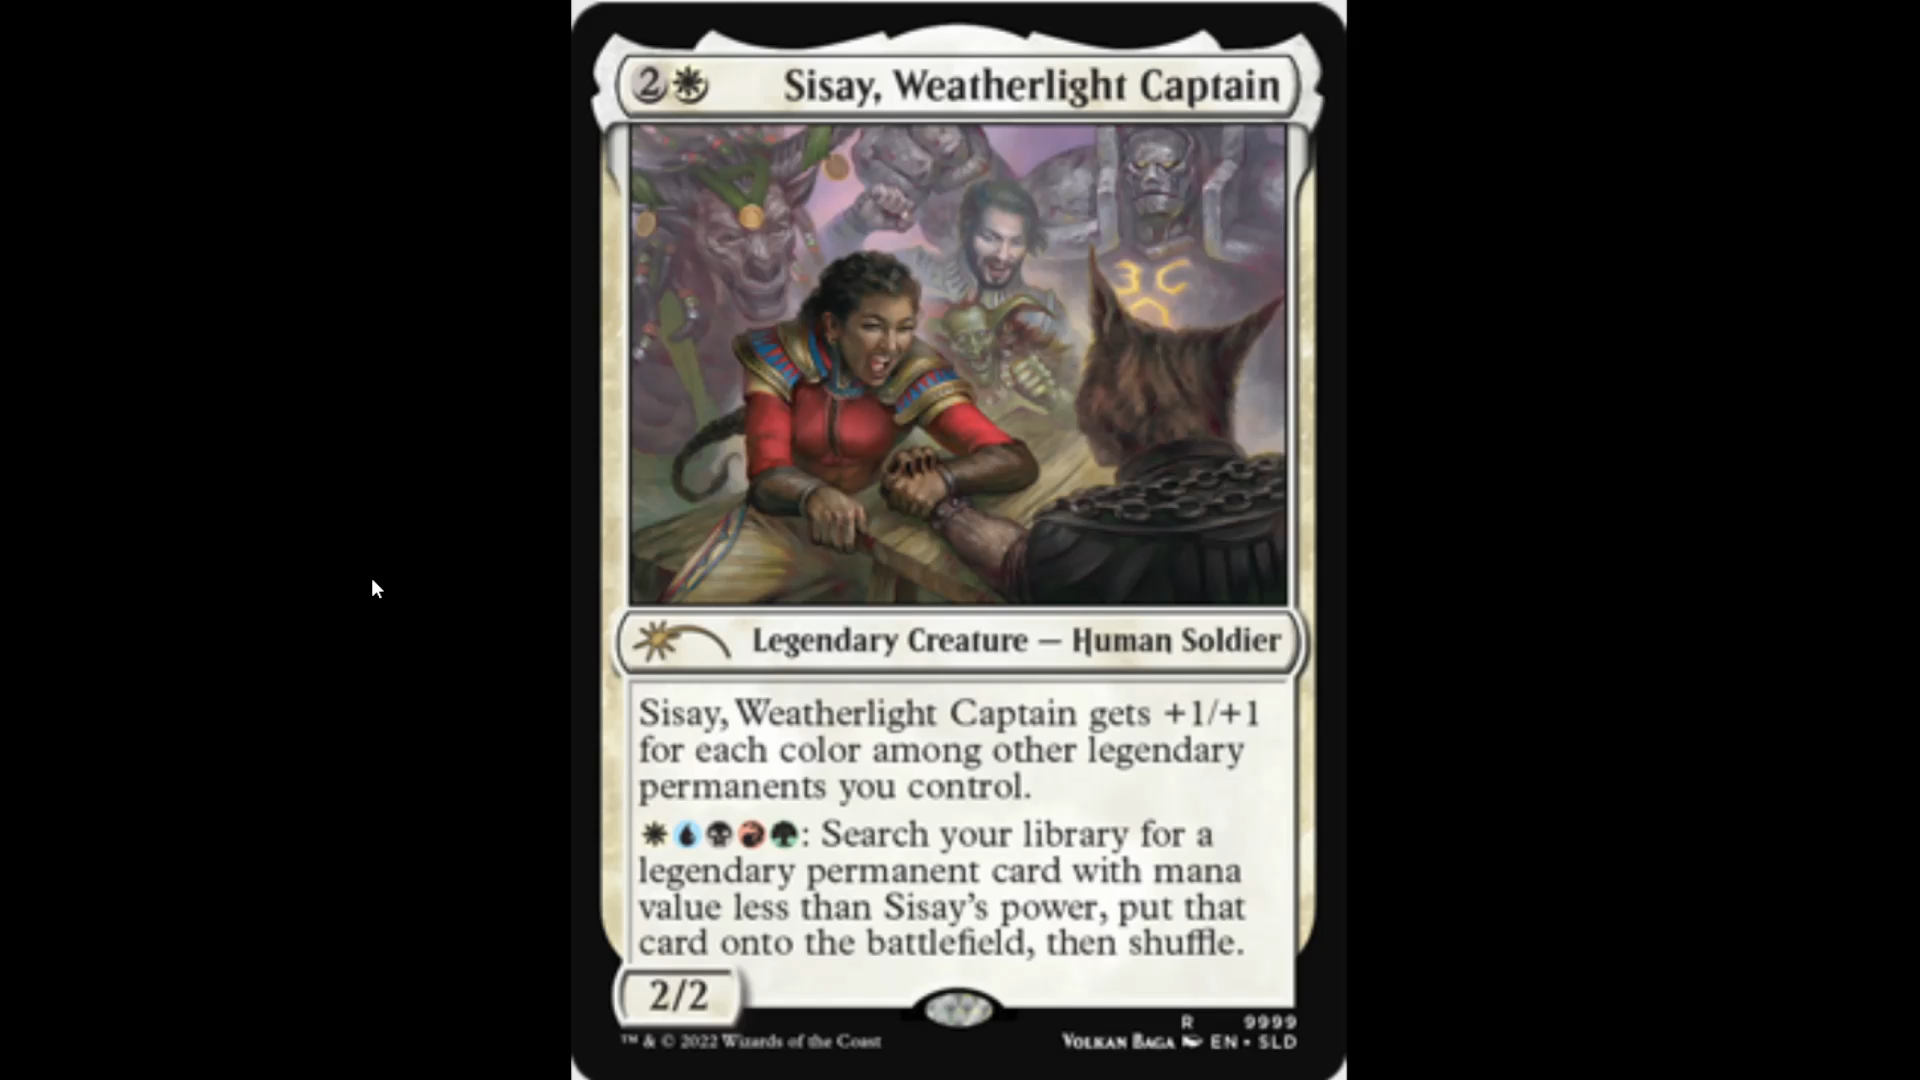 2 Sisay, Weatherlight Captain
Legendary Creature — Human Soldier
Sisay, Weatherlight Captain gets +1/+1
for each color among other legendary
permanents you control.
: Search your library for a
legendary permanent card with mana
value less than Sisay's power, put that
card onto the battlefield, then shuffle.
2/2
R 9999
™ & © 2022 Wizards of the Coast VOLKAN BAGA EN • SLD